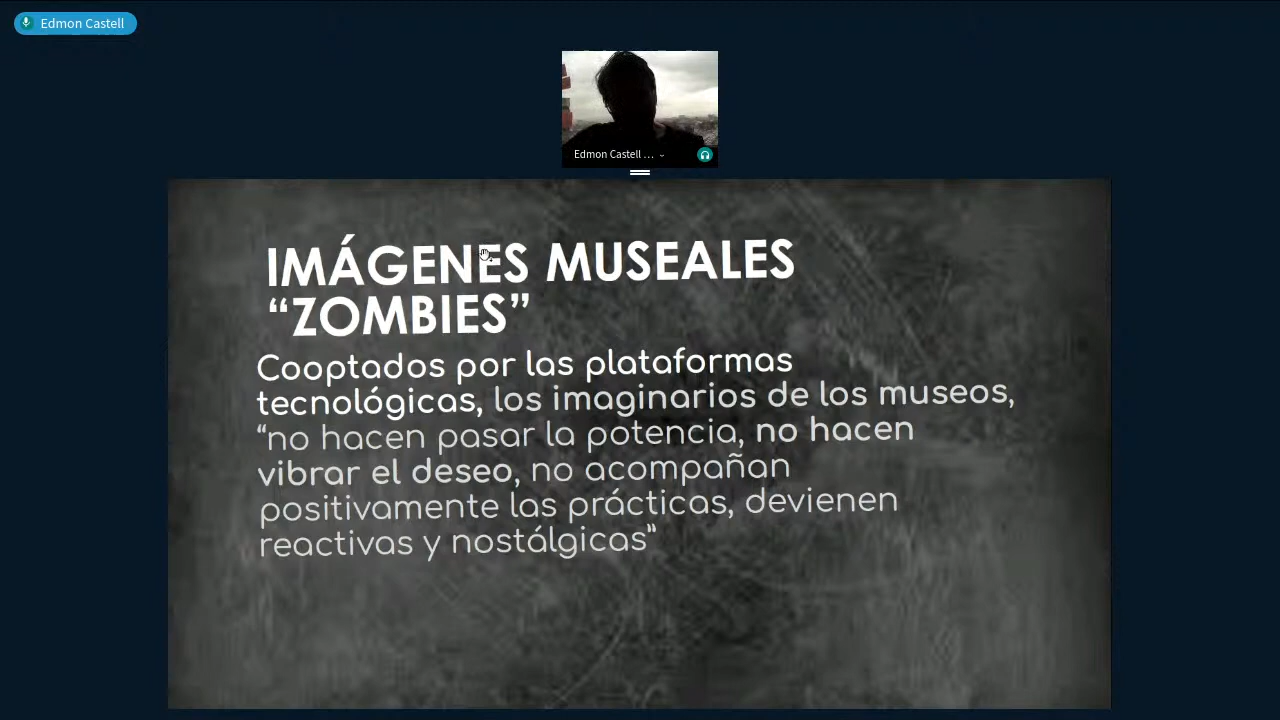 Edmon Castell
Edmon Castell ...
IMÁGENES MUSEALES
“ZOMBIES”
Cooptados por las plataformas
tecnológicas, los imaginarios de los museos,
“no hacen pasar la potencia, no hacen
vibrar el deseo, no acompañan
positivamente las prácticas, devienen
reactivas y nostálgicas”